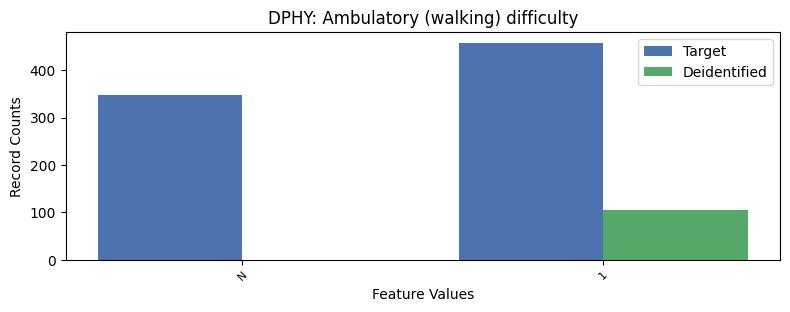 DPHY: Ambulatory (walking) difficulty
Target
Deidentified
Record Counts
400
300
200
100
0
N
1
Feature Values